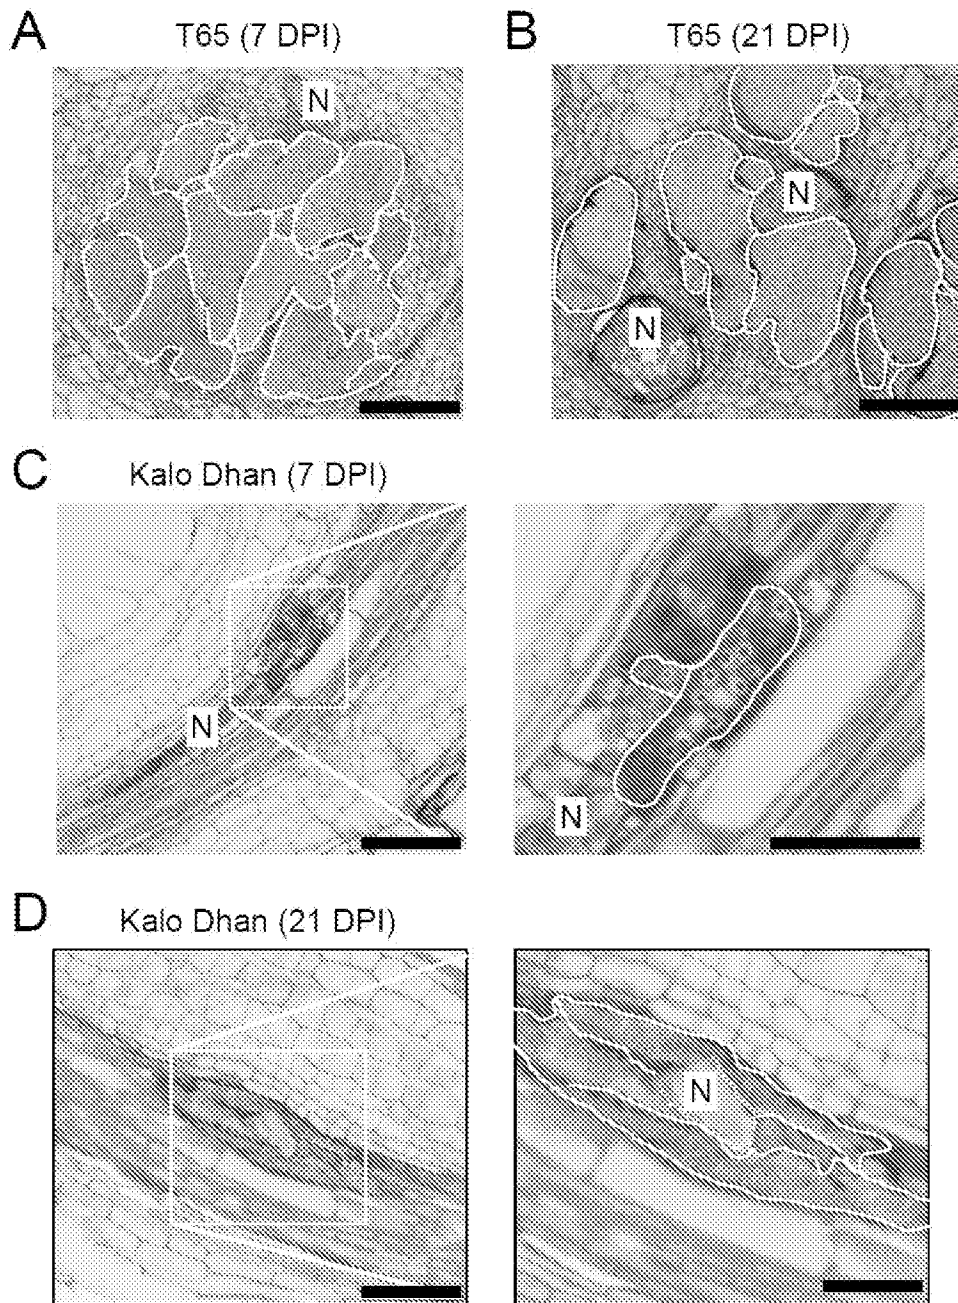 A
T65 (7 DPI)
N
B
T65 (21 DPI)
N
N
C
Kalo Dhan (7 DPI)
N
N
D
Kalo Dhan (21 DPI)
N